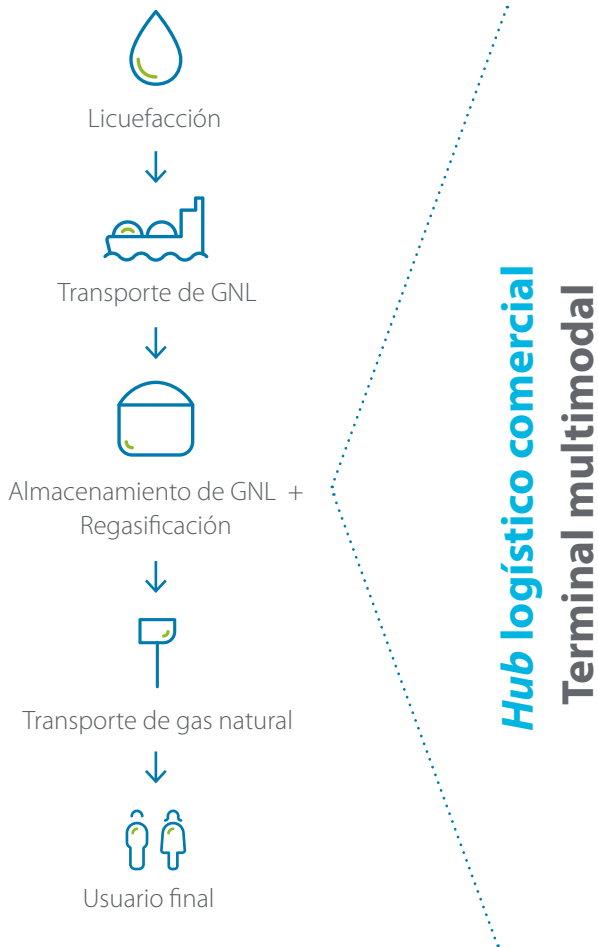 Licuefacción
Transporte de GNL
Almacenamiento de GNL +
Regasificación
Transporte de gas natural
Usuario final
Hub logístico comercial
Terminal multimodal